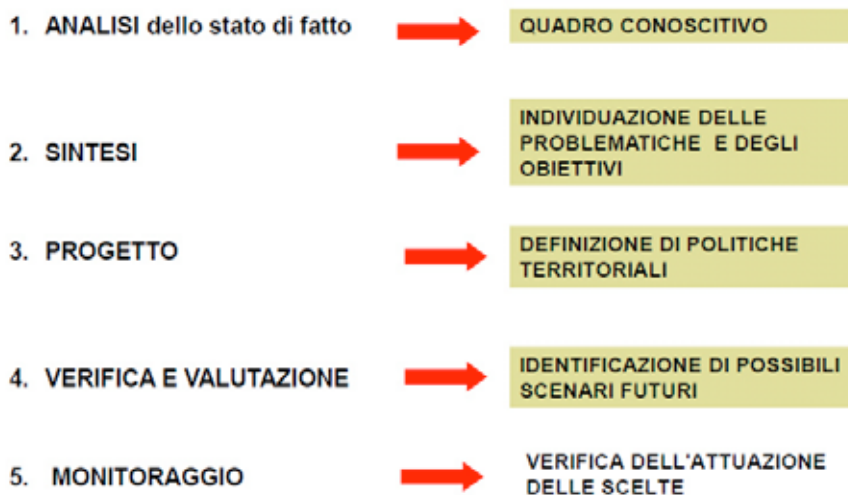 1. ANALISI dello stato di fatto
QUADRO CONOSCITIVO
2. SINTESI
INDIVIDUAZIONE DELLE
PROBLEMATICHE E DEGLI
OBIETTIVI
3. PROGETTO
DEFINIZIONE DI POLITICHE
TERRITORIALI
4. VERIFICA E VALUTAZIONE
IDENTIFICAZIONE DI POSSIBILI
SCENARI FUTURI
5. MONITORAGGIO
VERIFICA DELL'ATTUAZIONE
DELLE SCELTE